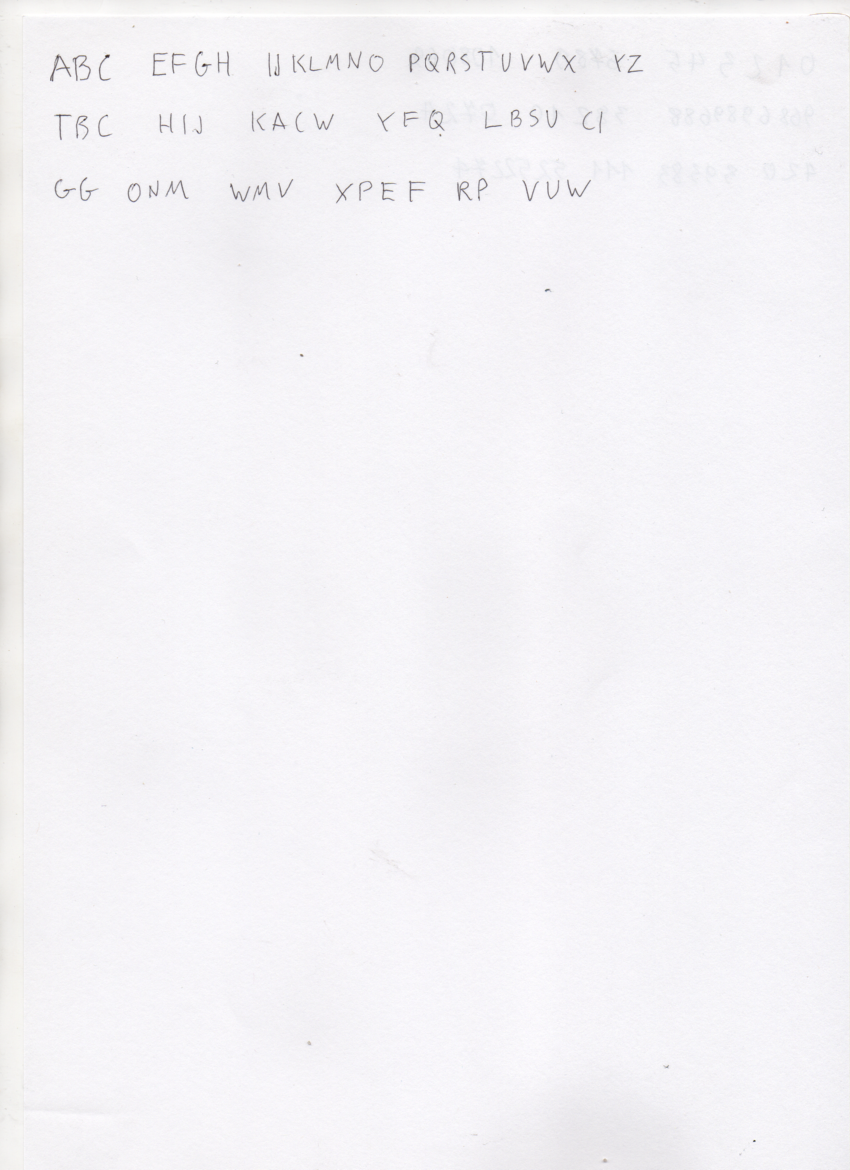 ABC EFGH IJKLMNO PQRSTUVWX YZ
TBC HIJ KACW YFQ LBSU CI
GG ONM WMV XPEF RP VUW